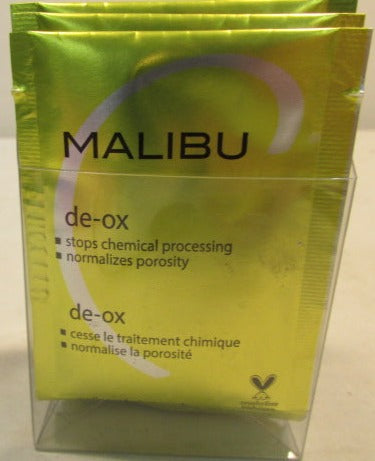 MALIBU
de-ox
▪ stops chemical processing
▪ normalizes porosity
de-ox
▪ cesse le traitement chimique
▪ normalise la porosité